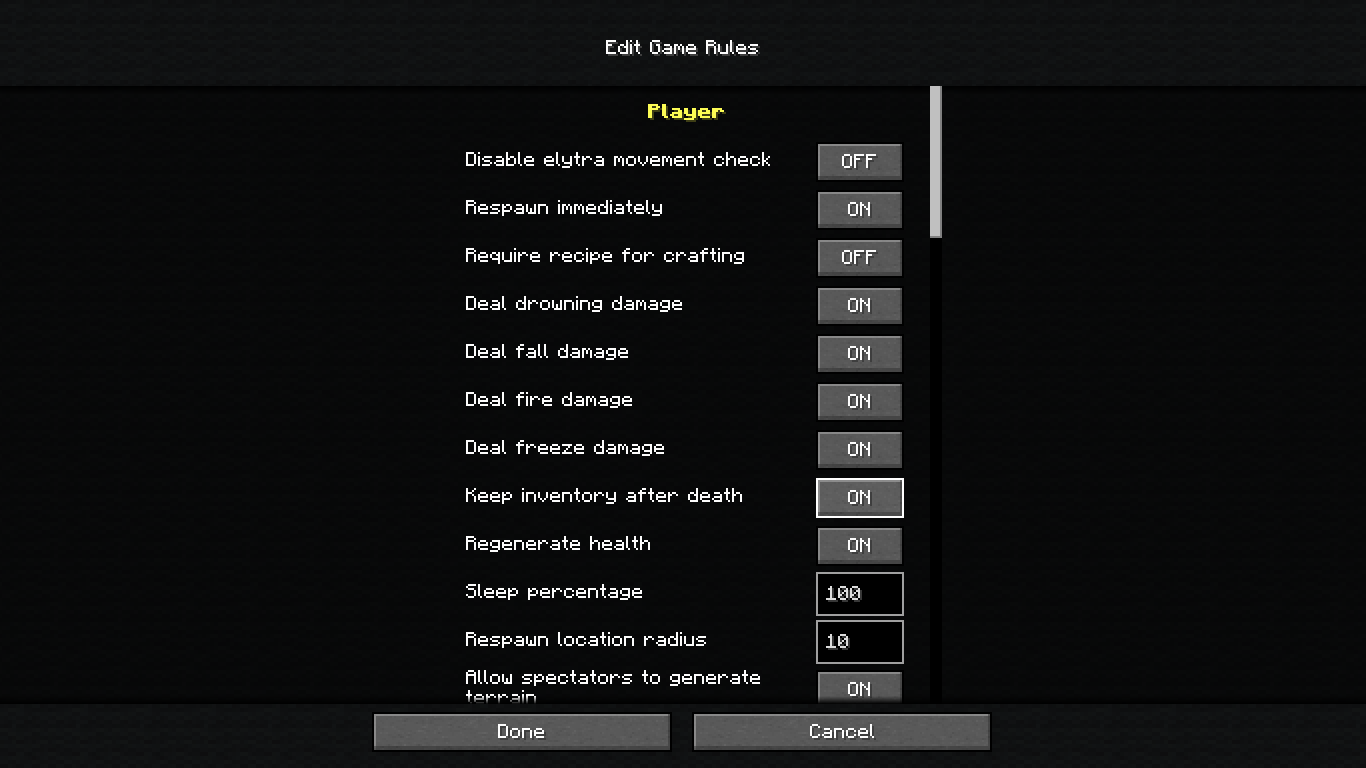 Edit Game Rules
Player
Disable elytra movement check OFF
Respawn immediately ON
Require recipe for crafting OFF
Deal drowning damage ON
Deal fall damage ON
Deal fire damage ON
Deal freeze damage ON
Keep inventory after death ON
Regenerate health ON
Sleep percentage 100
Respawn location radius 10
Allow spectators to generate ON
terrain
Done Cancel